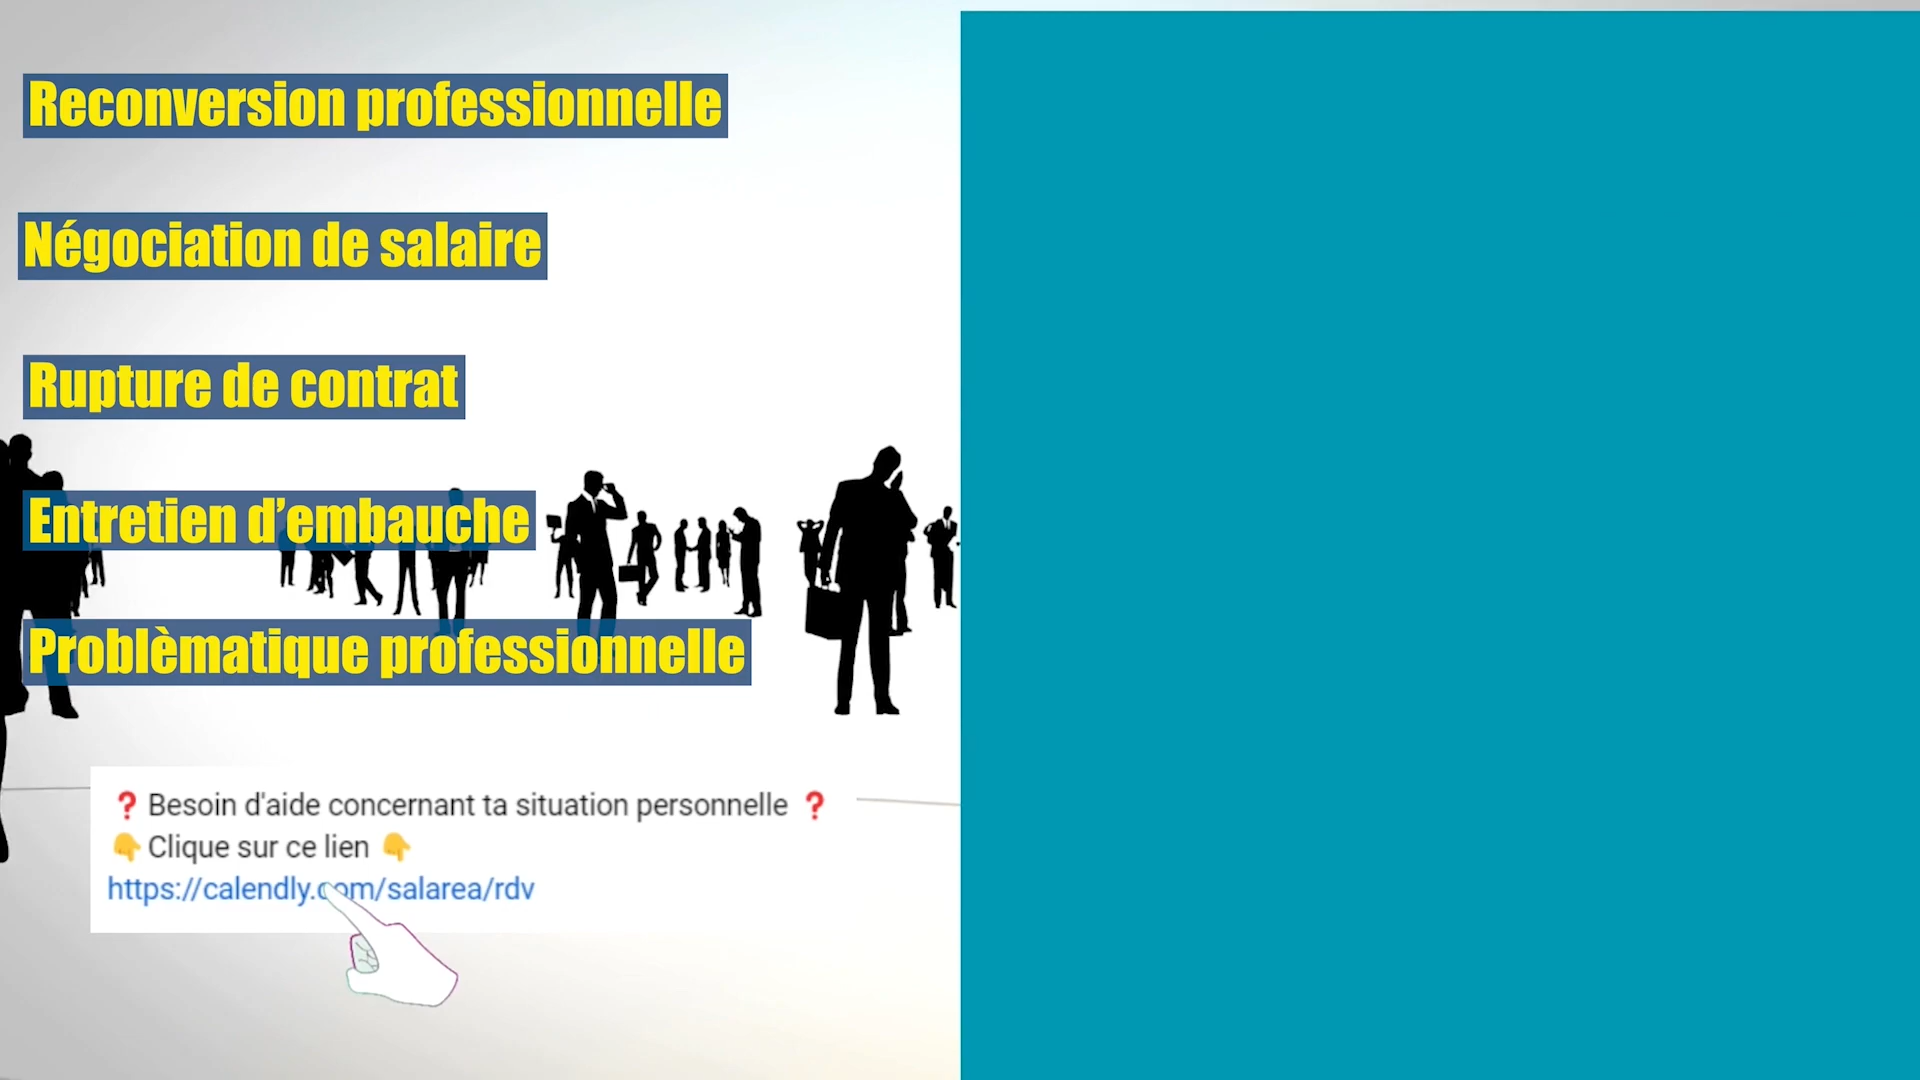 Reconversion professionnelle
Négociation de salaire
Rupture de contrat
Entretien d’embauche
Problèmatique professionnelle
❓ Besoin d'aide concernant ta situation personnelle ❓
👇 Clique sur ce lien 👇
https://calendly.com/salarea/rdv